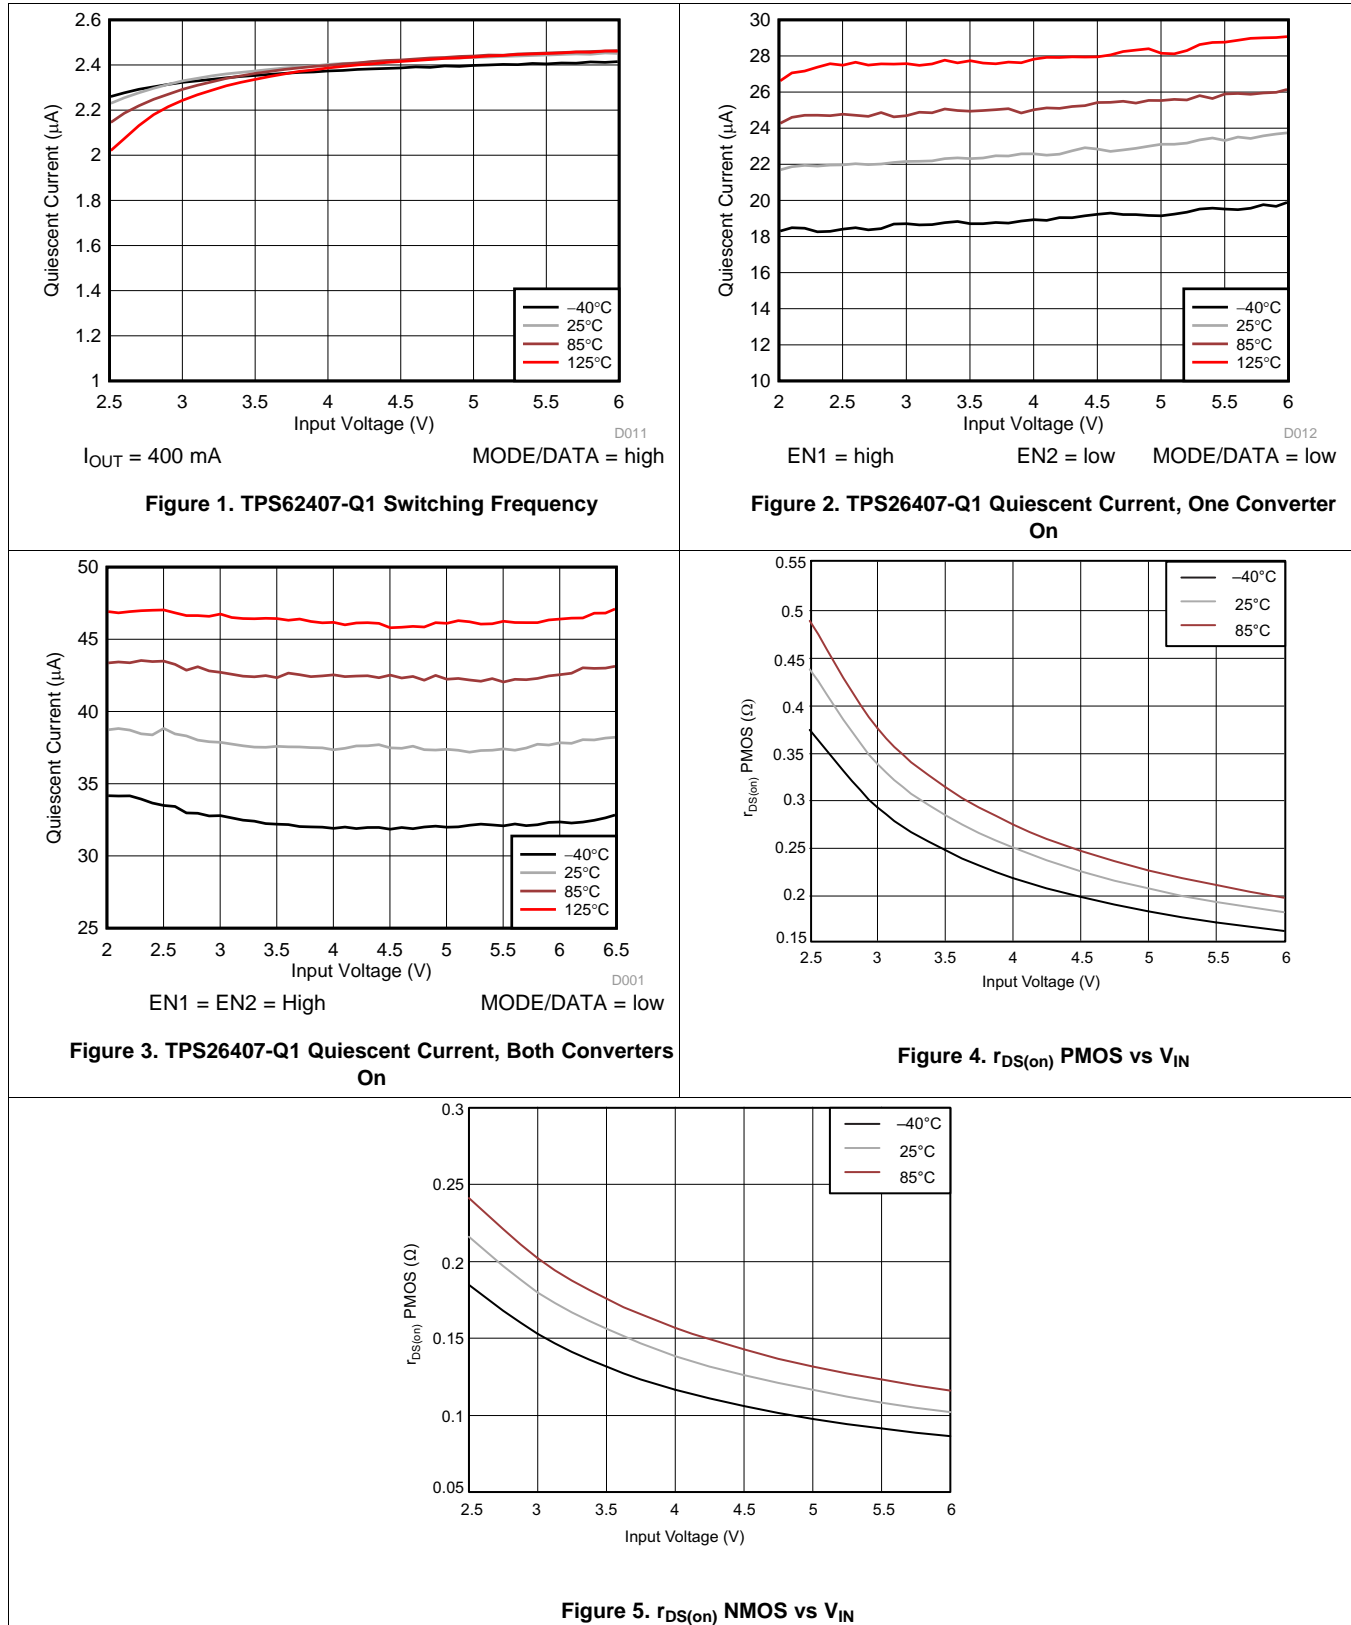 2.6
2.4
2.2
2
1.8
1.6
1.4
1.2
1
Quiescent Current (µA)
–40°C
25°C
85°C
125°C
2.5 3 3.5 4 4.5 5 5.5 6
Input Voltage (V)
D011
IOUT = 400 mA MODE/DATA = high
Figure 1. TPS62407-Q1 Switching Frequency
30
28
26
24
22
20
18
16
14
12
10
Quiescent Current (µA)
–40°C
25°C
85°C
125°C
2 2.5 3 3.5 4 4.5 5 5.5 6
Input Voltage (V)
D012
EN1 = high EN2 = low MODE/DATA = low
Figure 2. TPS26407-Q1 Quiescent Current, One Converter
On
50
45
40
35
30
25
Quiescent Current (µA)
–40°C
25°C
85°C
125°C
2 2.5 3 3.5 4 4.5 5 5.5 6 6.5
Input Voltage (V)
D001
EN1 = EN2 = High MODE/DATA = low
Figure 3. TPS26407-Q1 Quiescent Current, Both Converters
On
0.55
0.5
0.45
0.4
0.35
0.3
0.25
0.2
0.15
rDS(on) PMOS (Ω)
–40°C
25°C
85°C
2.5 3 3.5 4 4.5 5 5.5 6
Input Voltage (V)
Figure 4. rDS(on) PMOS vs VIN
0.3
0.25
0.2
0.15
0.1
0.05
rDS(on) PMOS (Ω)
–40°C
25°C
85°C
2.5 3 3.5 4 4.5 5 5.5 6
Input Voltage (V)
Figure 5. rDS(on) NMOS vs VIN